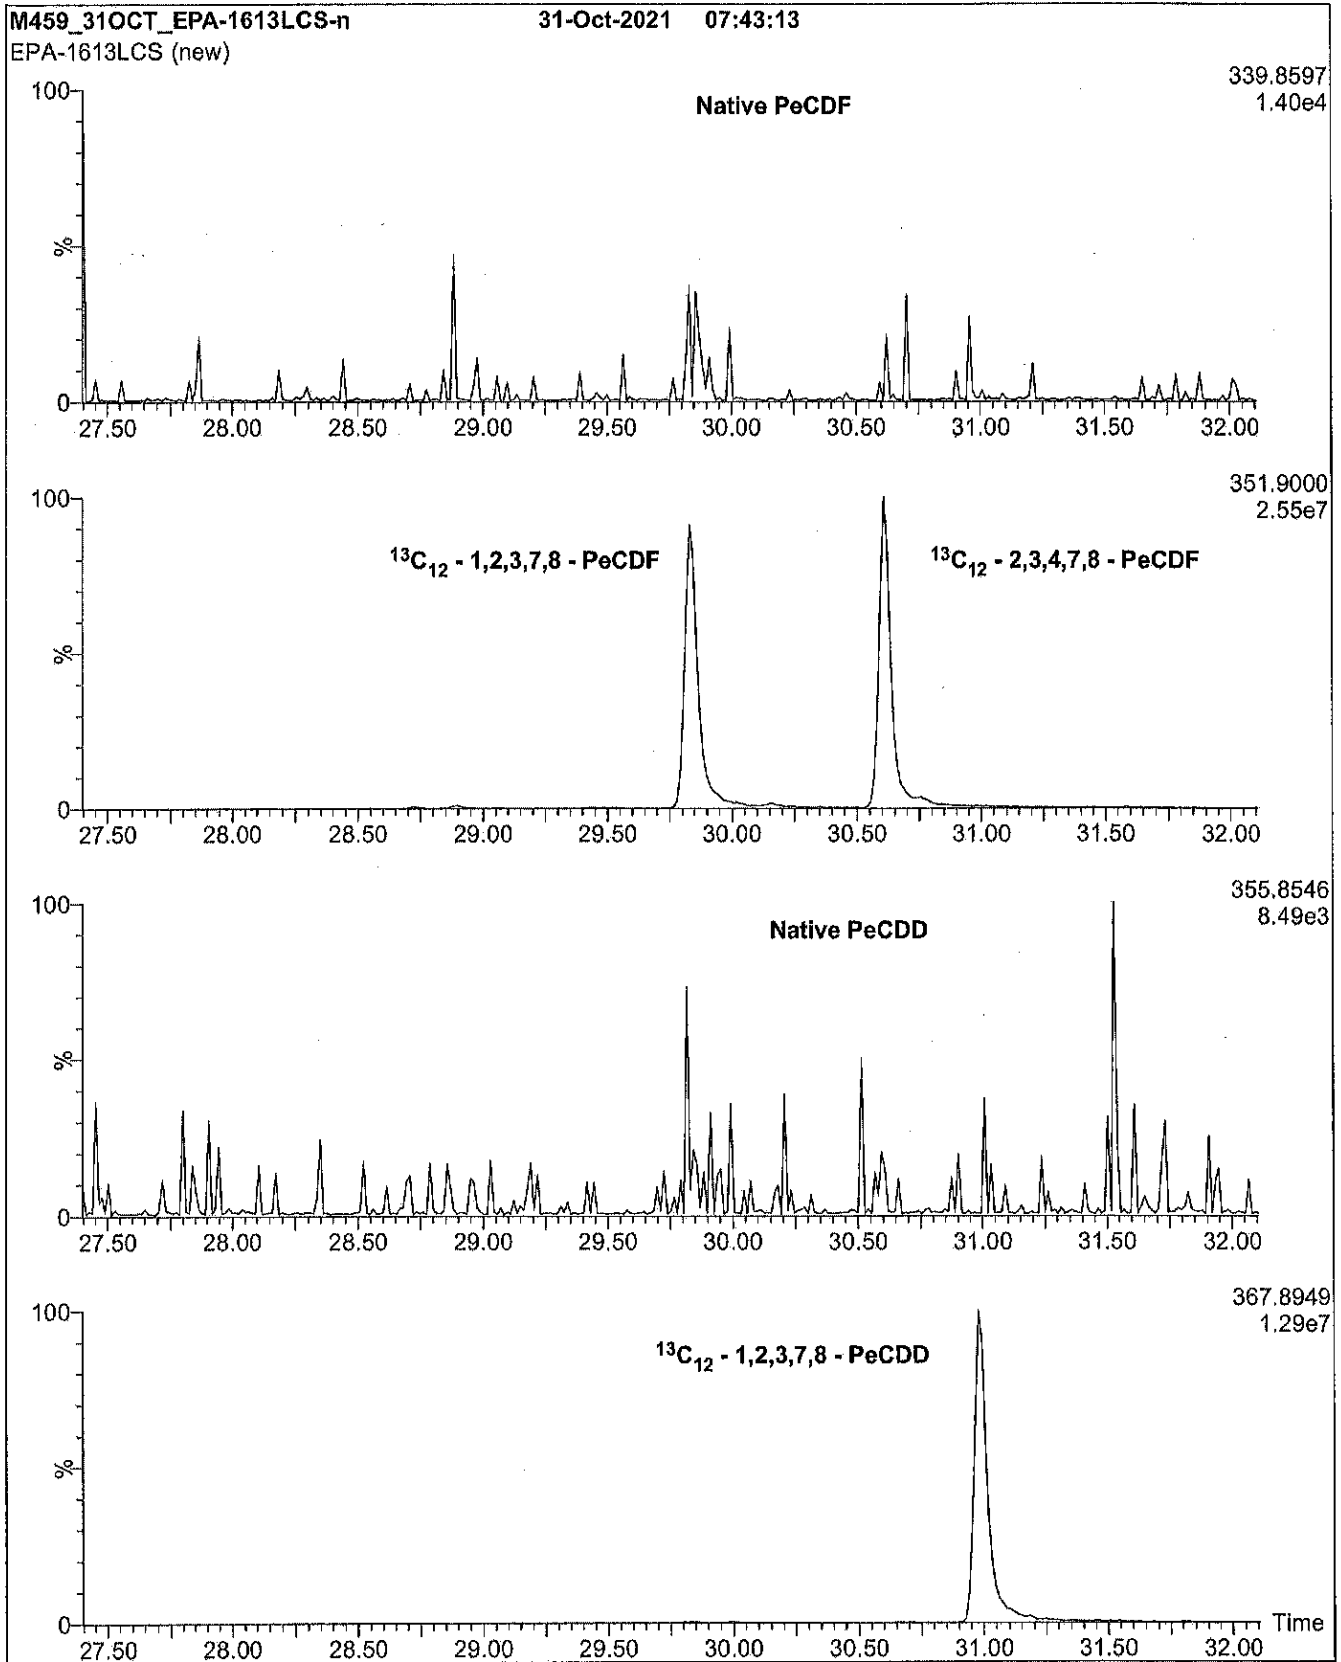 M459_31OCT_EPA-1613LCS-n 31-Oct-2021 07:43:13
EPA-1613LCS (new)
339.8597
1.40e4
100
Native PeCDF
%
0
27.50 28.00 28.50 29.00 29.50 30.00 30.50 31.00 31.50 32.00
351.9000
2.55e7
100
¹³C₁₂ - 1,2,3,7,8 - PeCDF ¹³C₁₂ - 2,3,4,7,8 - PeCDF
%
0
27.50 28.00 28.50 29.00 29.50 30.00 30.50 31.00 31.50 32.00
355.8546
8.49e3
100
Native PeCDD
%
0
27.50 28.00 28.50 29.00 29.50 30.00 30.50 31.00 31.50 32.00
367.8949
1.29e7
100
¹³C₁₂ - 1,2,3,7,8 - PeCDD
%
0
Time
27.50 28.00 28.50 29.00 29.50 30.00 30.50 31.00 31.50 32.00